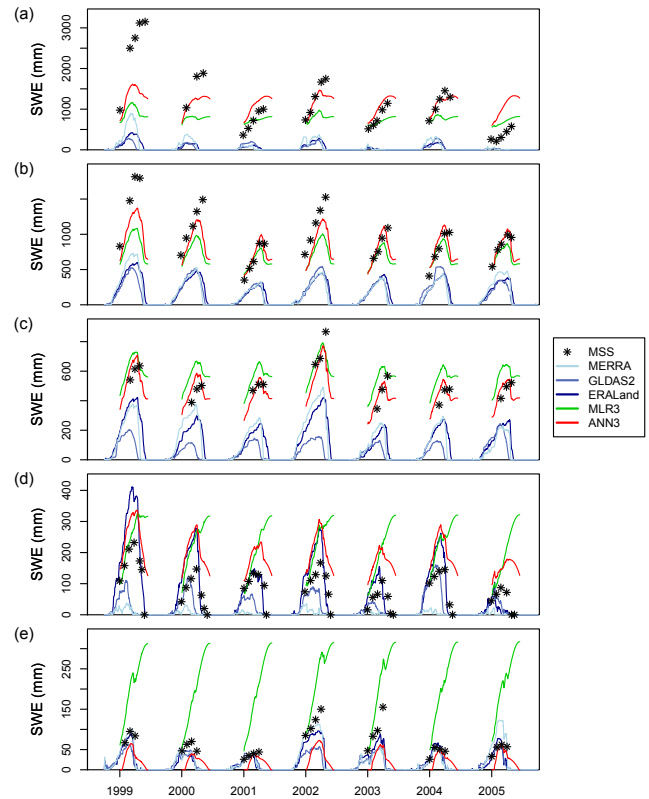 (a)
SWE (mm)
3000
2000
1000
0
(b)
SWE (mm)
1000
500
0
(c)
SWE (mm)
600
200
0
MSS
MERRA
GLDAS2
ERALand
MLR3
ANN3
(d)
SWE (mm)
400
300
200
100
0
(e)
SWE (mm)
250
150
50
0
1999 2000 2001 2002 2003 2004 2005